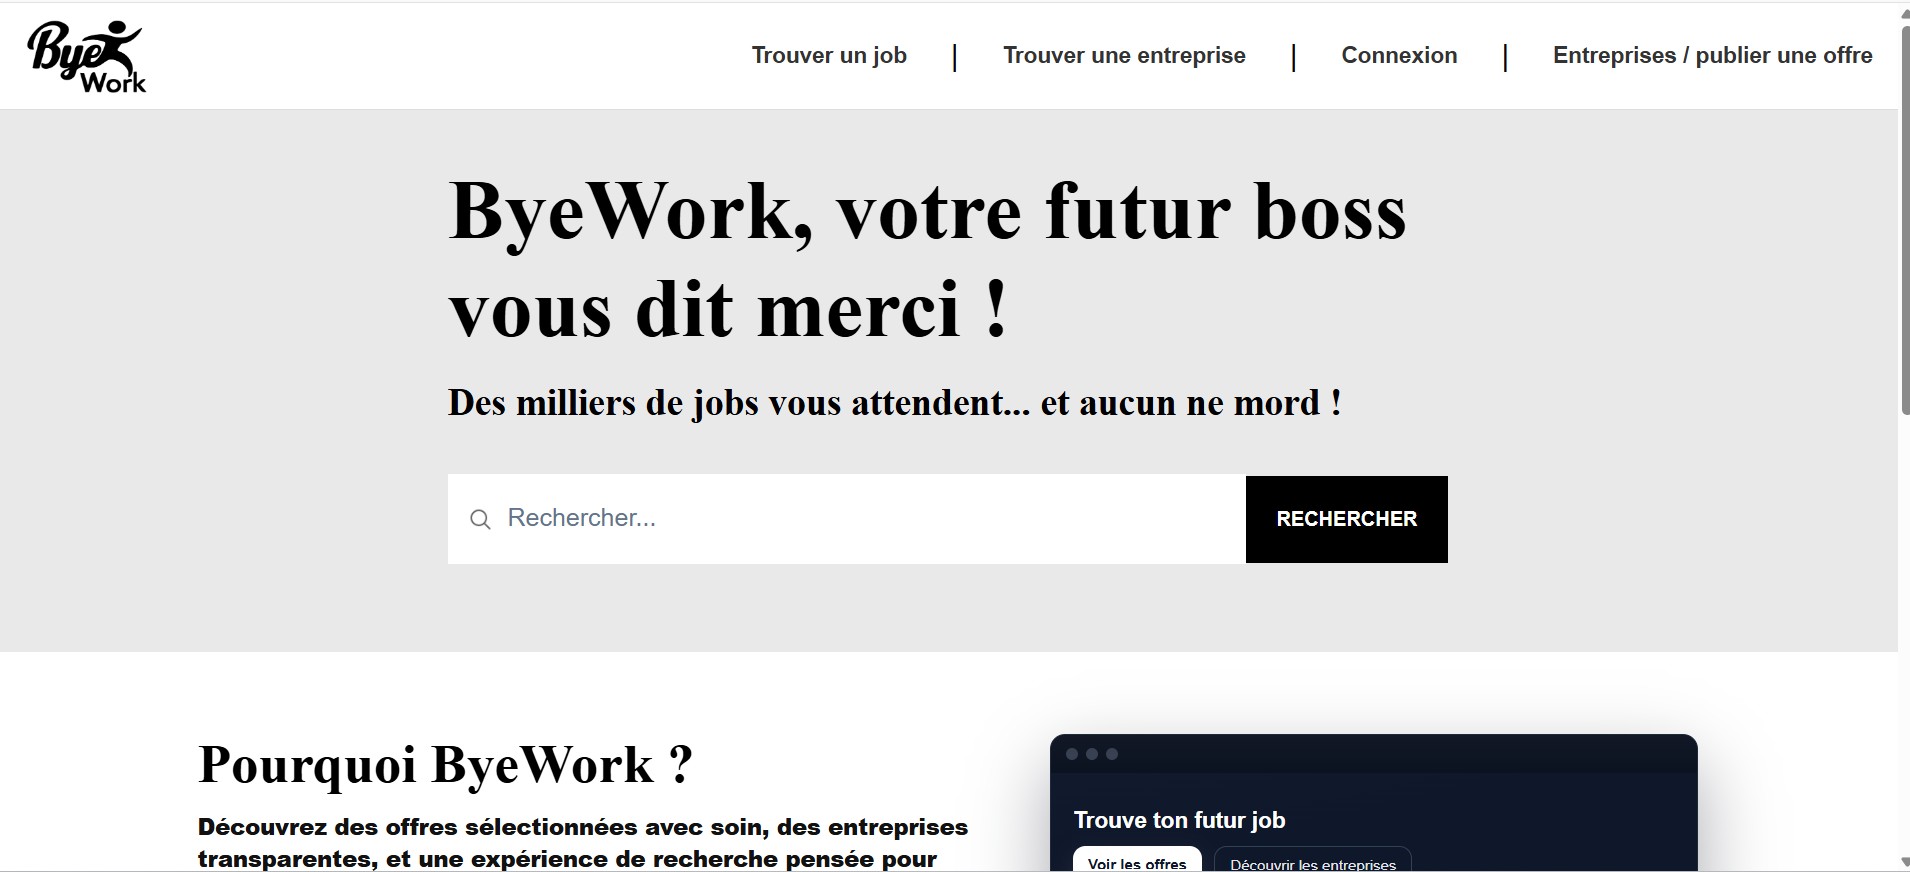 Bye
Work
Trouver un job | Trouver une entreprise | Connexion | Entreprises / publier une offre
ByeWork, votre futur boss
vous dit merci !
Des milliers de jobs vous attendent... et aucun ne mord !
Rechercher...
RECHERCHER
Pourquoi ByeWork ?
Découvrez des offres sélectionnées avec soin, des entreprises
transparentes, et une expérience de recherche pensée pour
Trouve ton futur job
Voir les offres
Découvrir les entreprises